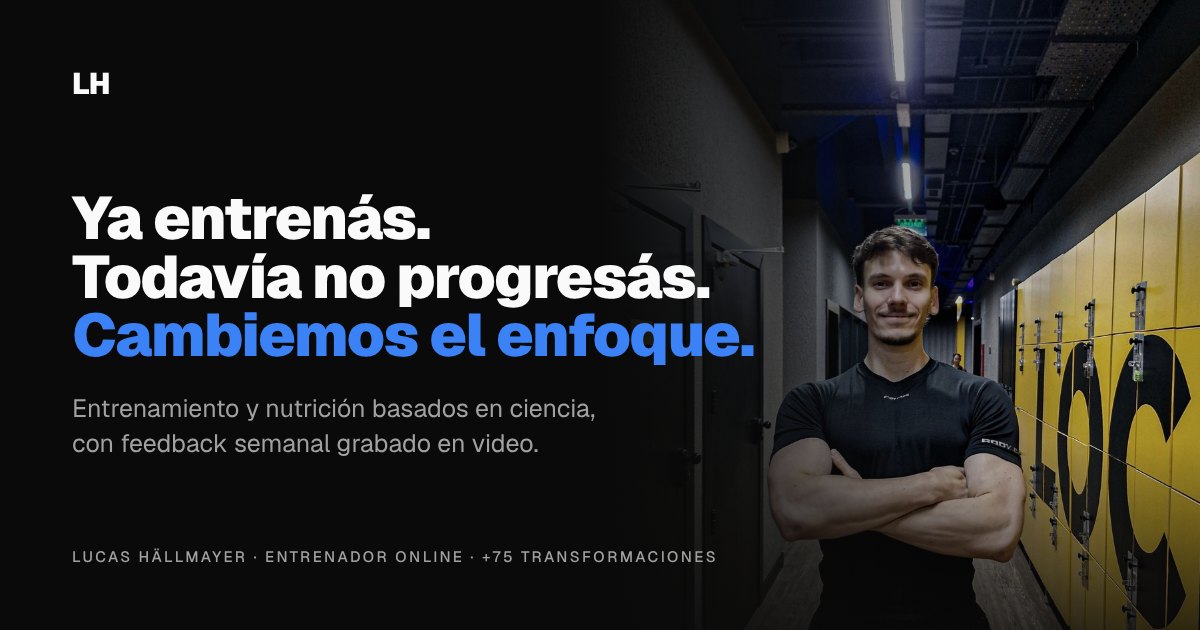 LH
Ya entrenás.
Todavía no progresás.
Cambiemos el enfoque.
Entrenamiento y nutrición basados en ciencia,
con feedback semanal grabado en video.
LUCAS HÄLLMAYER · ENTRENADOR ONLINE · +75 TRANSFORMACIONES
LOC